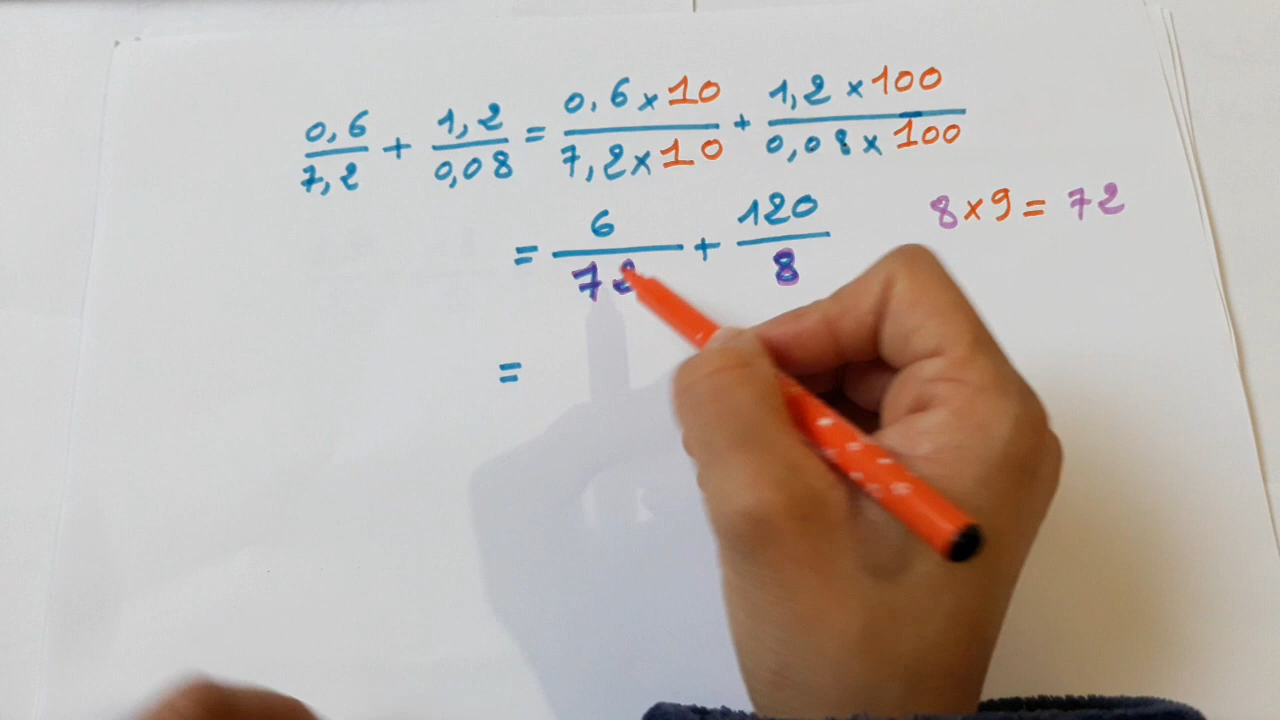 0,6/7,2 + 1,2/0,08 = 0,6 x 10/7,2 x 10 + 1,2 x 100/0,08 x 100
= 6/72 + 120/8   8 x 9 = 72
=